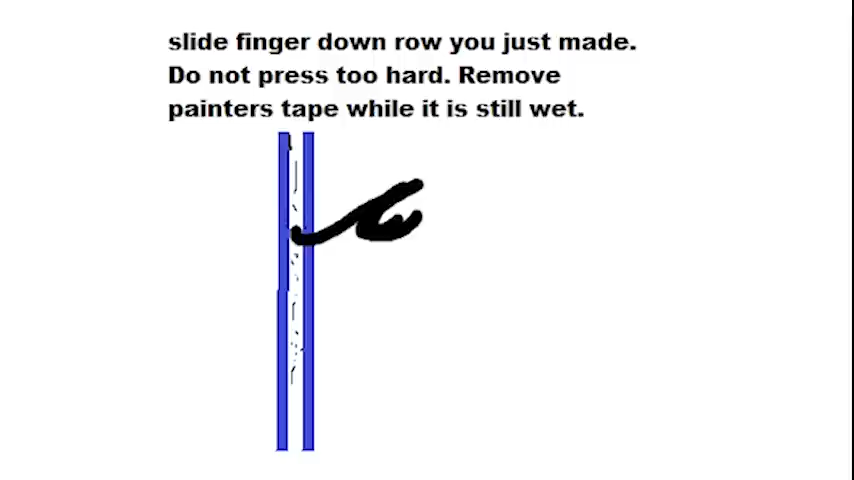 slide finger down row you just made.
Do not press too hard. Remove
painters tape while it is still wet.